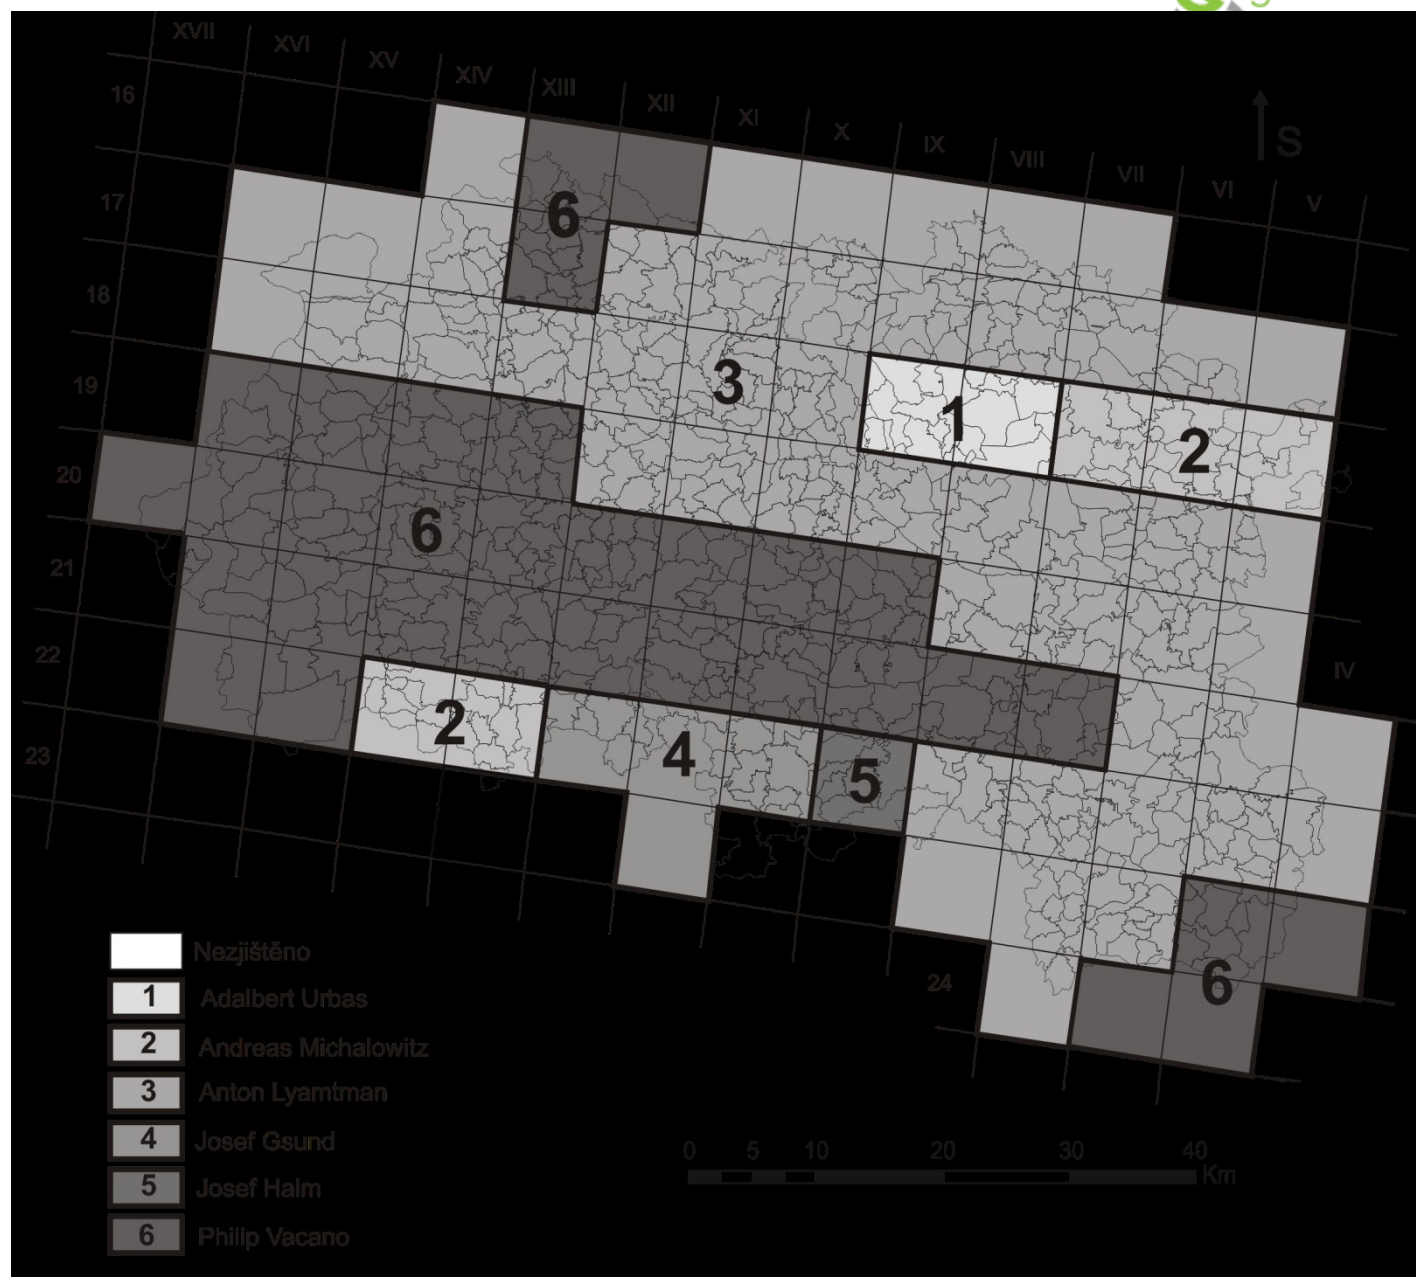 XVII
XVI
XV
XIV
XIII
XII
XI
X
IX
VIII
VII
VI
V
16
S
17
6
18
3
19
1
2
20
6
21
22
IV
2
4
5
23
6
24
Nezjištěno
1 Adalbert Urbas
2 Andreas Michalowitz
3 Anton Lyamtman
4 Josef Gsund
5 Josef Halm
6 Philip Vacano
0 5 10 20 30 40
Km